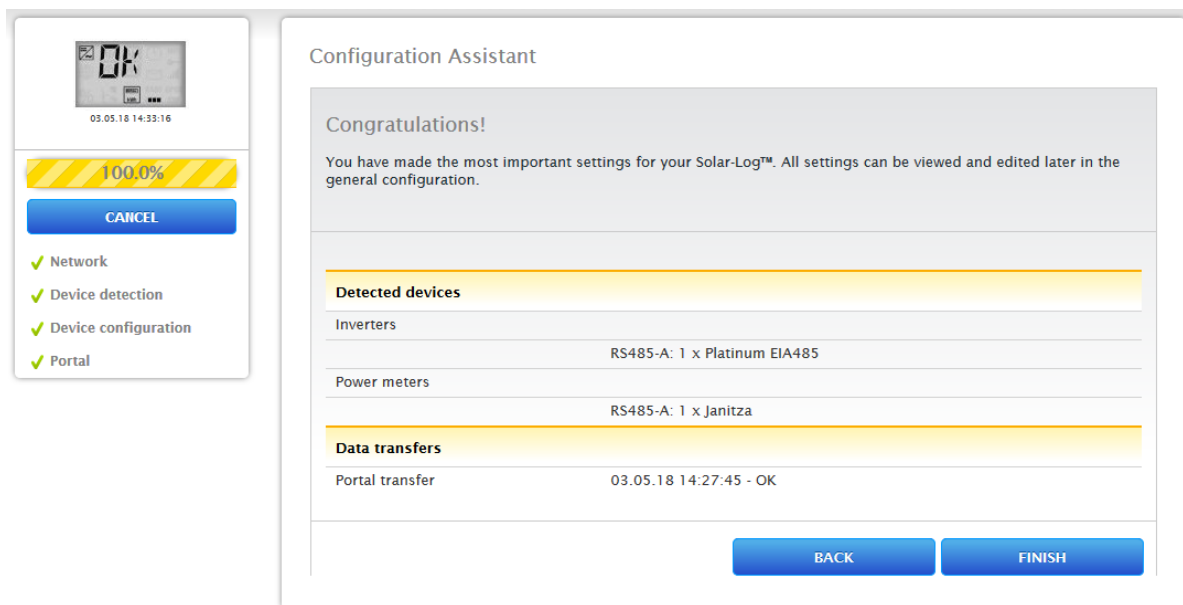 OK
03.05.18 14:33:16
100.0%
CANCEL
Network
Device detection
Device configuration
Portal
Configuration Assistant
Congratulations!
You have made the most important settings for your Solar-Log™. All settings can be viewed and edited later in the
general configuration.
Detected devices
Inverters
RS485-A: 1 x Platinum EIA485
Power meters
RS485-A: 1 x Janitza
Data transfers
Portal transfer 03.05.18 14:27:45 - OK
BACK FINISH